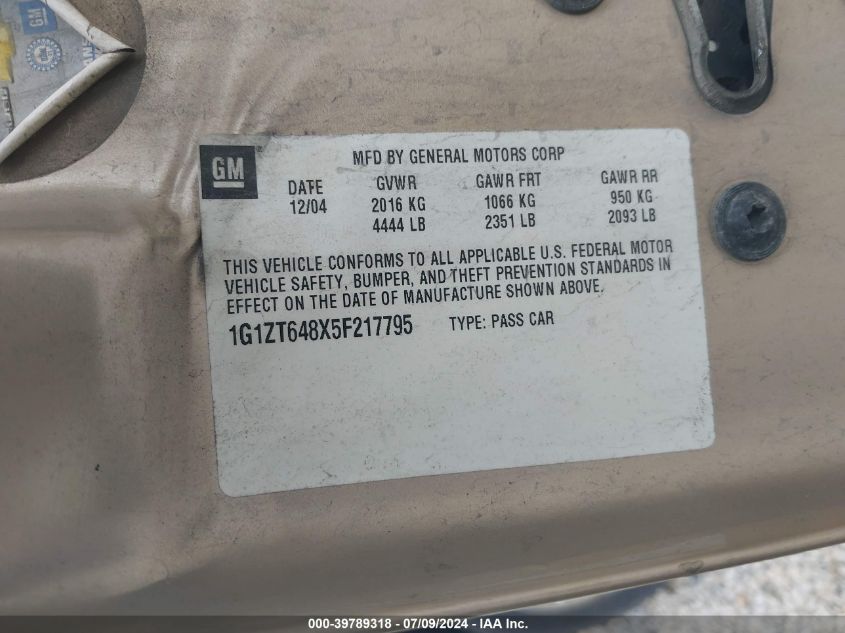 GM
GM
MFD BY GENERAL MOTORS CORP
DATE GVWR GAWR FRT GAWR RR
12/04 2016 KG 1066 KG 950 KG
4444 LB 2351 LB 2093 LB
THIS VEHICLE CONFORMS TO ALL APPLICABLE U.S. FEDERAL MOTOR
VEHICLE SAFETY, BUMPER, AND THEFT PREVENTION STANDARDS IN
EFFECT ON THE DATE OF MANUFACTURE SHOWN ABOVE.
1G1ZT648X5F217795 TYPE: PASS CAR
000-39789318 - 07/09/2024 - IAA Inc.